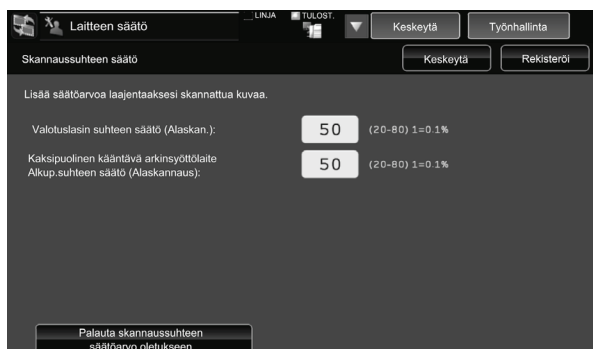 Laitteen säätö
LINJA
TULOST.
Keskeytä
Työnhallinta
Skannaussuhteen säätö
Keskeytä
Rekisteröi
Lisää säätöarvoa laajentaaksesi skannattua kuvaa.
Valotuslasin suhteen säätö (Alaskan.):
50
(20-80) 1=0.1%
Kaksipuolinen kääntävä arkinsyöttölaite
Alkup.suhteen säätö (Alaskannaus):
50
(20-80) 1=0.1%
Palauta skannaussuhteen
säätöarvo oletukseen